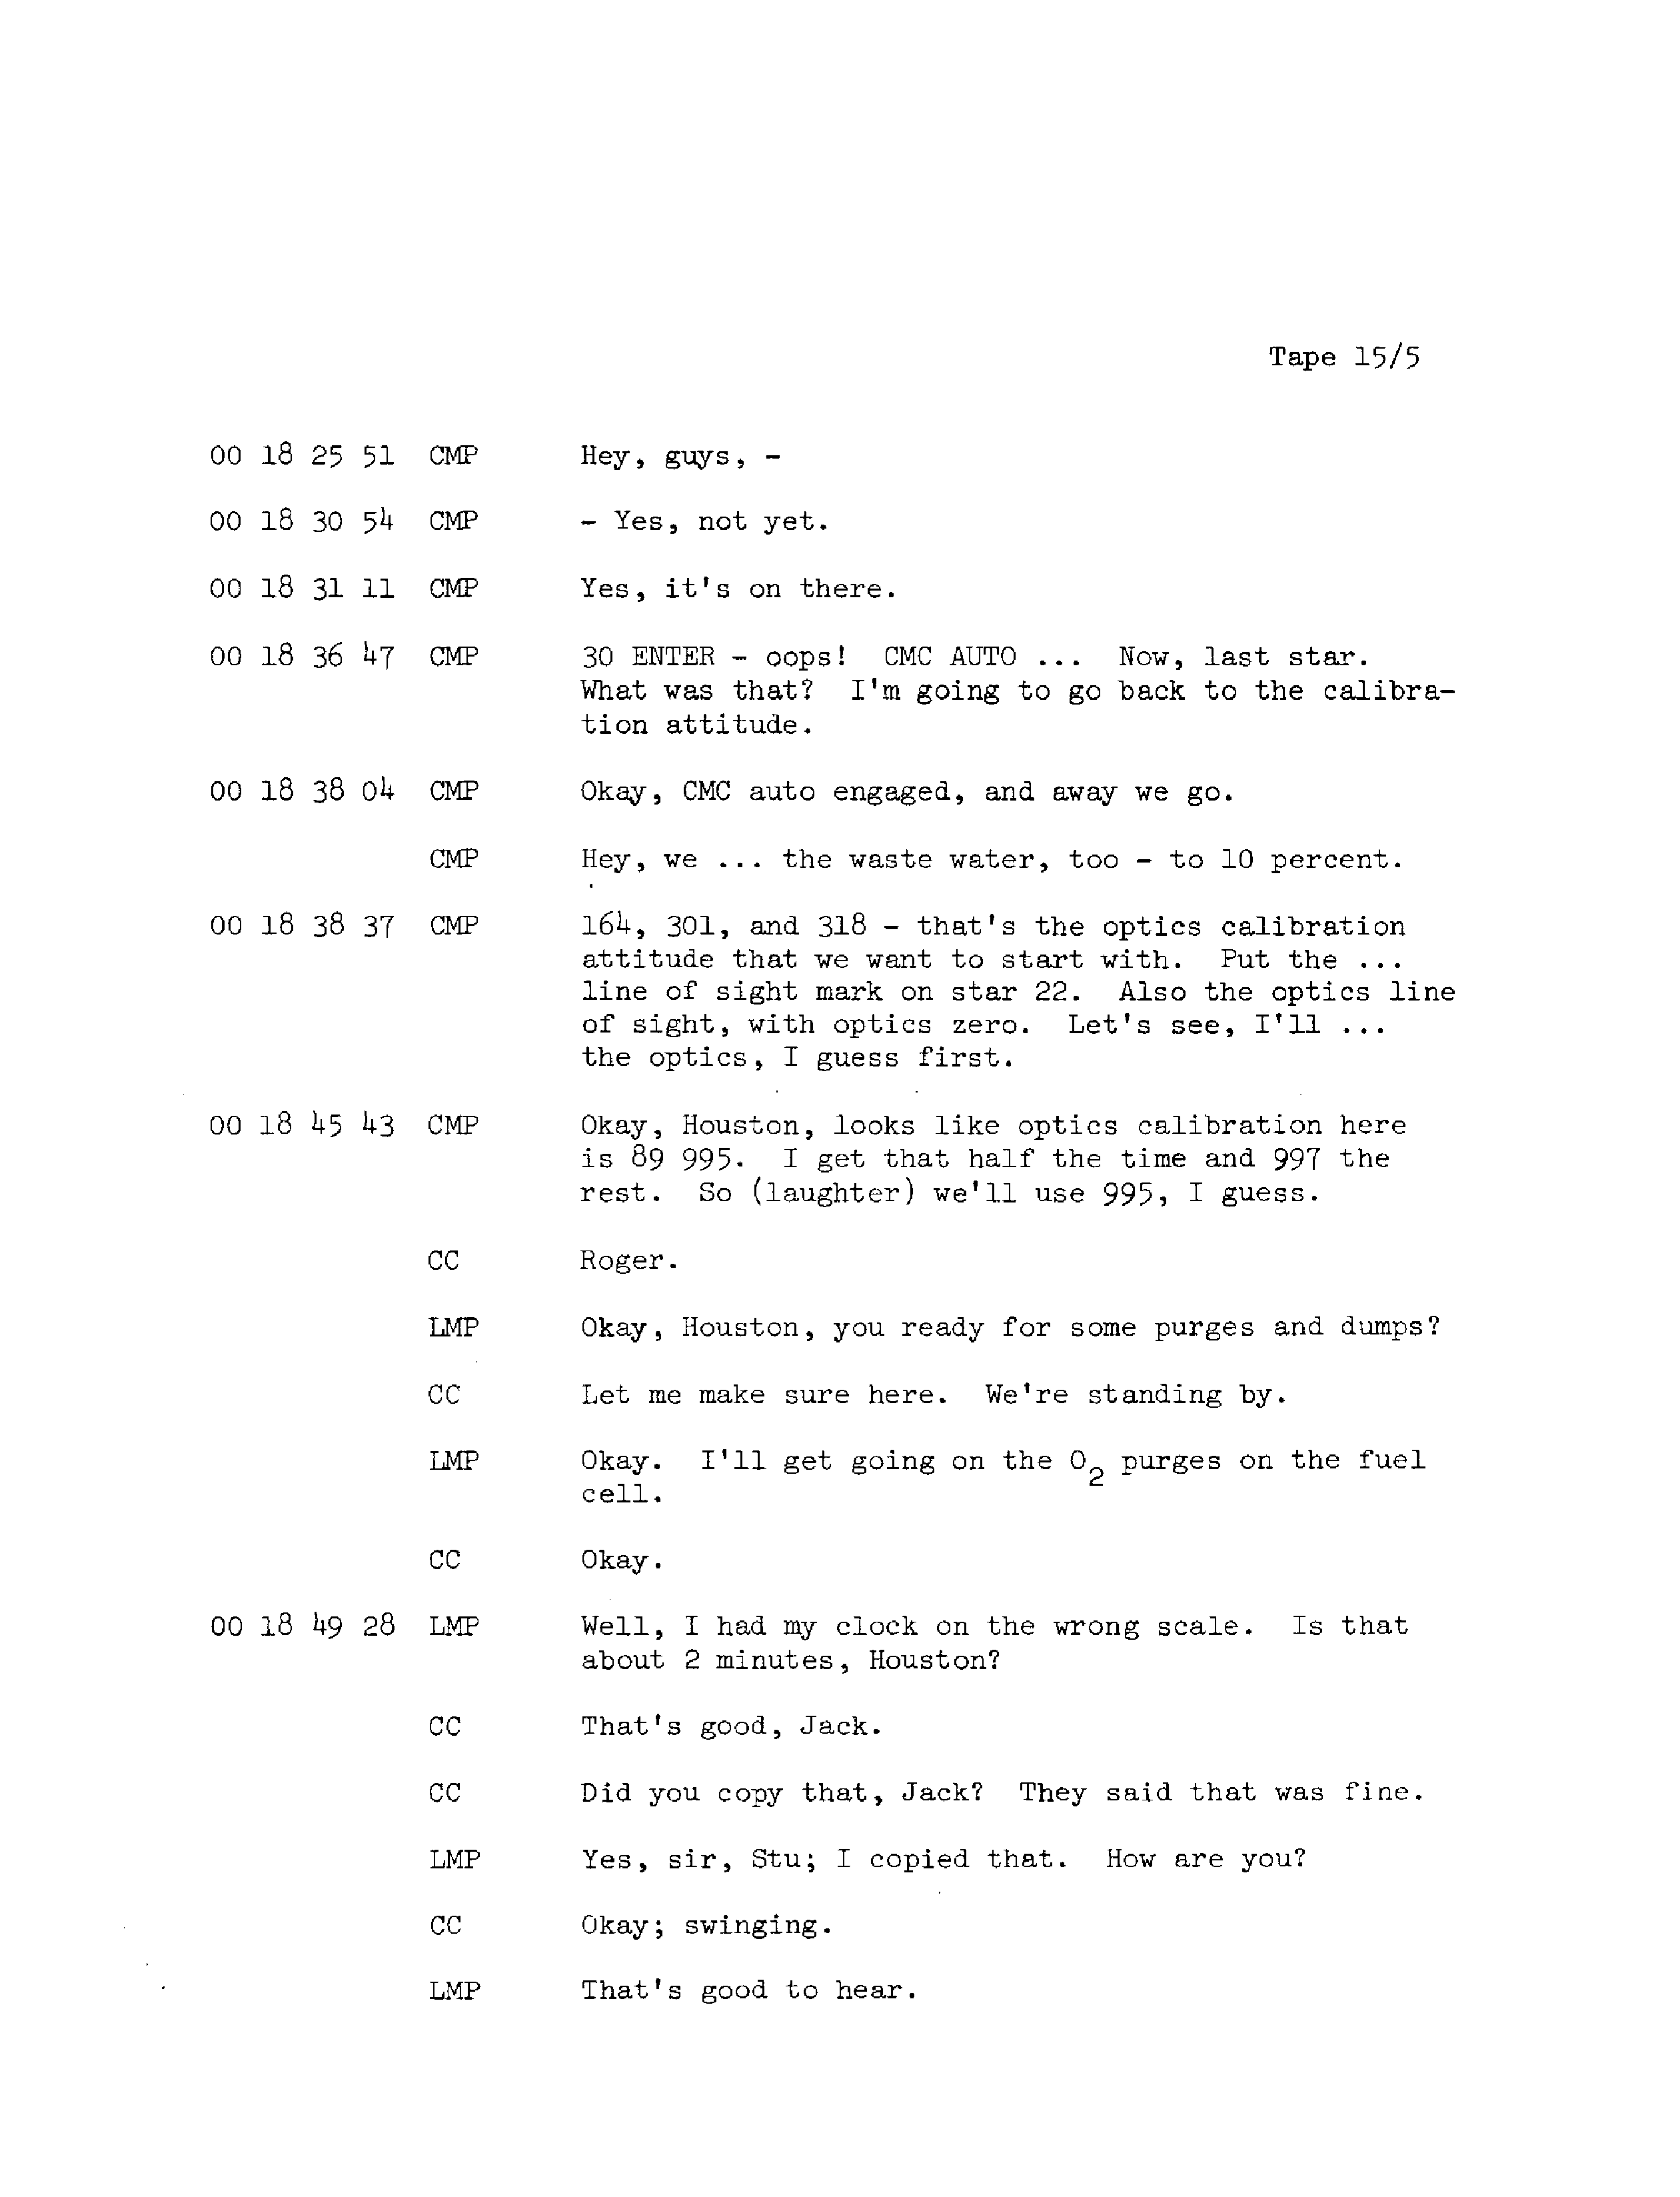 Tape 15/5
00 18 25 51 CMP Hey, guys, -
00 18 30 54 CMP - Yes, not yet.
00 18 31 11 CMP Yes, it's on there.
00 18 36 47 CMP 30 ENTER - oops! CMC AUTO ... Now, last star.
What was that? I'm going to go back to the calibra-
tion attitude.
00 18 38 04 CMP Okay, CMC auto engaged, and away we go.
CMP Hey, we ... the waste water, too - to 10 percent.
00 18 38 37 CMP 164, 301, and 318 - that's the optics calibration
attitude that we want to start with. Put the ...
line of sight mark on star 22. Also the optics line
of sight, with optics zero. Let's see, I'll ...
the optics, I guess first.
00 18 45 43 CMP Okay, Houston, looks like optics calibration here
is 89 995. I get that half the time and 997 the
rest. So (laughter) we'll use 995, I guess.
CC Roger.
LMP Okay, Houston, you ready for some purges and dumps?
CC Let me make sure here. We're standing by.
LMP Okay. I'll get going on the O₂ purges on the fuel
cell.
CC Okay.
00 18 49 28 LMP Well, I had my clock on the wrong scale. Is that
about 2 minutes, Houston?
CC That's good, Jack.
CC Did you copy that, Jack? They said that was fine.
LMP Yes, sir, Stu; I copied that. How are you?
CC Okay; swinging.
LMP That's good to hear.